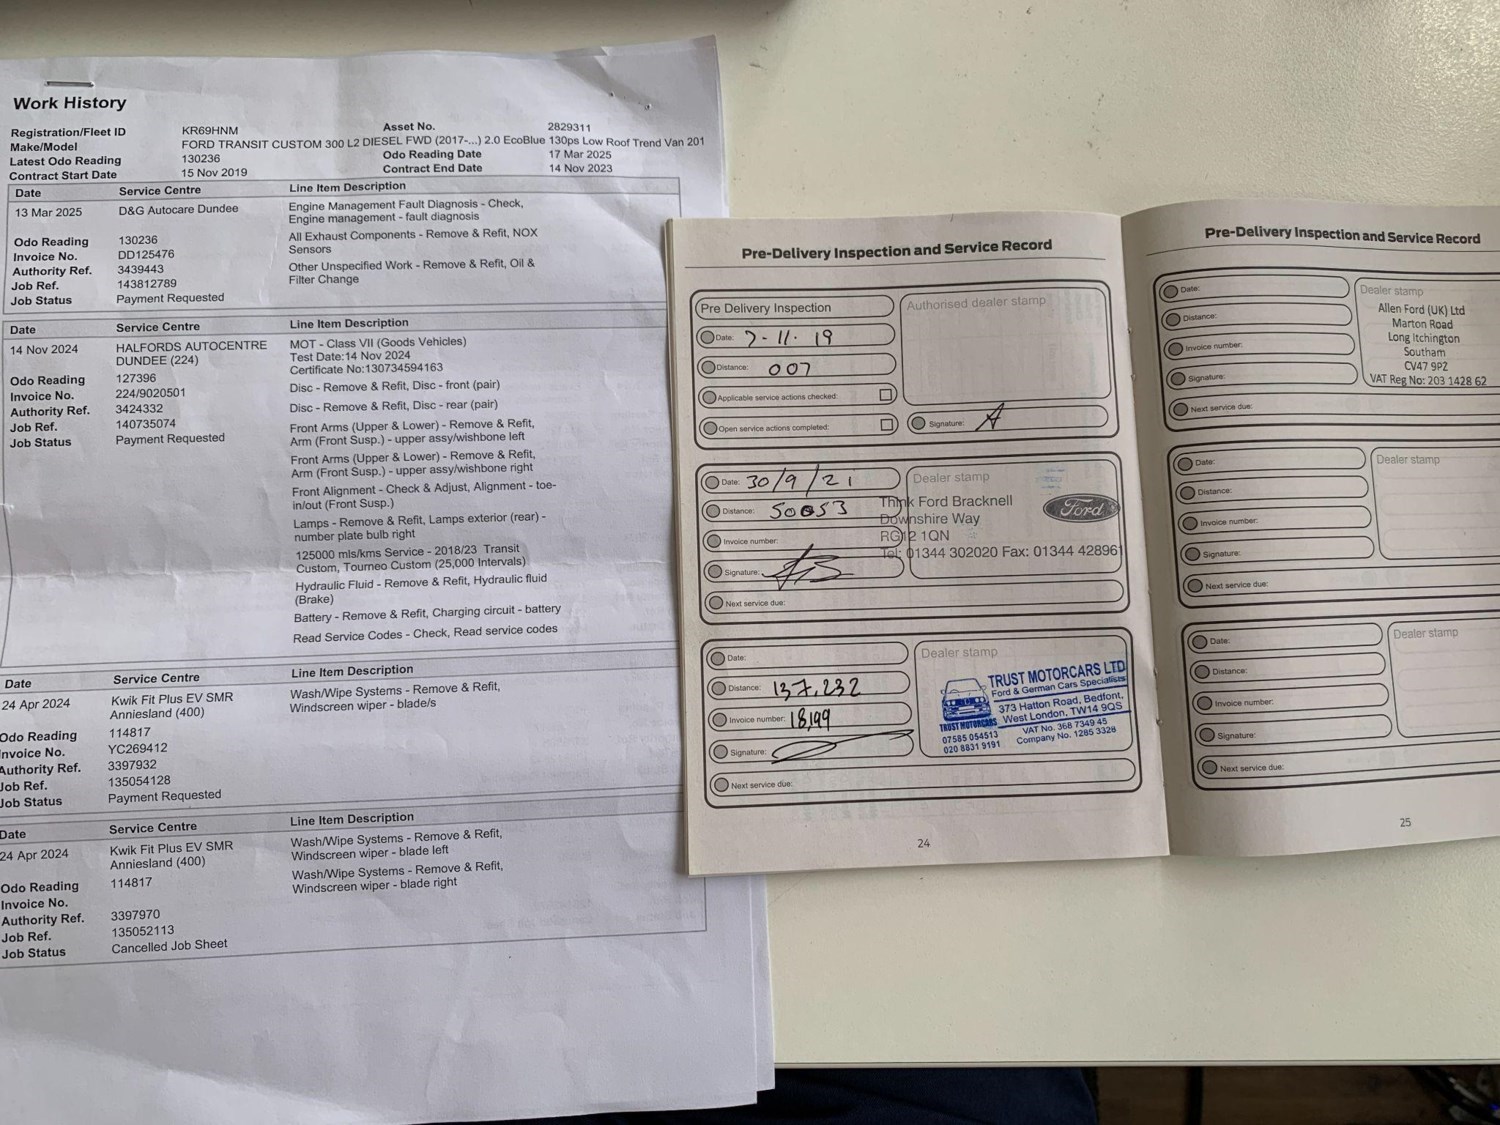 Work History
Registration/Fleet ID KR69HNM Asset No. 2829311
Make/Model FORD TRANSIT CUSTOM 300 L2 DIESEL FWD (2017-...) 2.0 EcoBlue 130ps Low Roof Trend Van 201
Latest Odo Reading 130236 Odo Reading Date 17 Mar 2025
Contract Start Date 15 Nov 2019 Contract End Date 14 Nov 2023
Date Service Centre Line Item Description
13 Mar 2025 D&G Autocare Dundee Engine Management Fault Diagnosis - Check,
Engine management - fault diagnosis
Odo Reading 130236 All Exhaust Components - Remove & Refit, NOX
Invoice No. DD125476 Sensors
Authority Ref. 3439443 Other Unspecified Work - Remove & Refit, Oil &
Job Ref. 143812789 Filter Change
Job Status Payment Requested
Date Service Centre Line Item Description
14 Nov 2024 HALFORDS AUTOCENTRE MOT - Class VII (Goods Vehicles)
DUNDEE (224) Test Date:14 Nov 2024
Odo Reading 127396 Certificate No:130734594163
Invoice No. 224/9020501 Disc - Remove & Refit, Disc - front (pair)
Authority Ref. 3424332 Disc - Remove & Refit, Disc - rear (pair)
Job Ref. 140735074 Front Arms (Upper & Lower) - Remove & Refit,
Job Status Payment Requested Arm (Front Susp.) - upper assy/wishbone left
Front Arms (Upper & Lower) - Remove & Refit,
Arm (Front Susp.) - upper assy/wishbone right
Front Alignment - Check & Adjust, Alignment - toe-
in/out (Front Susp.)
Lamps - Remove & Refit, Lamps exterior (rear) -
number plate bulb right
125000 mls/kms Service - 2018/23 Transit
Custom, Tourneo Custom (25,000 Intervals)
Hydraulic Fluid - Remove & Refit, Hydraulic fluid
(Brake)
Battery - Remove & Refit, Charging circuit - battery
Read Service Codes - Check, Read service codes
Date Service Centre Line Item Description
24 Apr 2024 Kwik Fit Plus EV SMR Wash/Wipe Systems - Remove & Refit,
Anniesland (400) Windscreen wiper - blade/s
Odo Reading 114817
Invoice No. YC269412
Authority Ref. 3397932
Job Ref. 135054128
Job Status Payment Requested
Date Service Centre Line Item Description
24 Apr 2024 Kwik Fit Plus EV SMR Wash/Wipe Systems - Remove & Refit,
Anniesland (400) Windscreen wiper - blade left
Odo Reading 114817 Wash/Wipe Systems - Remove & Refit,
Invoice No. Windscreen wiper - blade right
Authority Ref. 3397970
Job Ref. 135052113
Job Status Cancelled Job Sheet
Pre-Delivery Inspection and Service Record
Pre Delivery Inspection Authorised dealer stamp
Date: 7-11-19
Distance: 007
Applicable service actions checked:
Open service actions completed: Signature:
Date: 30/9/21 Dealer stamp
Distance: 50053 Think Ford Bracknell Ford
Downshire Way
Invoice number: RG12 1QN
Tel: 01344 302020 Fax: 01344 428961
Signature:
Next service due:
Date: Dealer stamp
Distance: 137,232
Invoice number: 18199
Signature:
TRUST MOTORCARS LTD
Ford & German Cars Specialises
373 Hatton Road, Bedfont,
West London, TW14 9QS
TRUST MOTORCARS
07585 054513 VAT No. 368 7349 45
020 8831 9191 Company No. 1285 3328
Next service due:
24
Pre-Delivery Inspection and Service Record
Date: Dealer stamp
Distance: Allen Ford (UK) Ltd
Marton Road
Invoice number: Long Itchington
Southam
Signature: CV47 9PZ
VAT Reg No: 203 1428 62
Next service due:
Date: Dealer stamp
Distance:
Invoice number:
Signature:
Next service due:
Date: Dealer stamp
Distance:
Invoice number:
Signature:
Next service due:
25